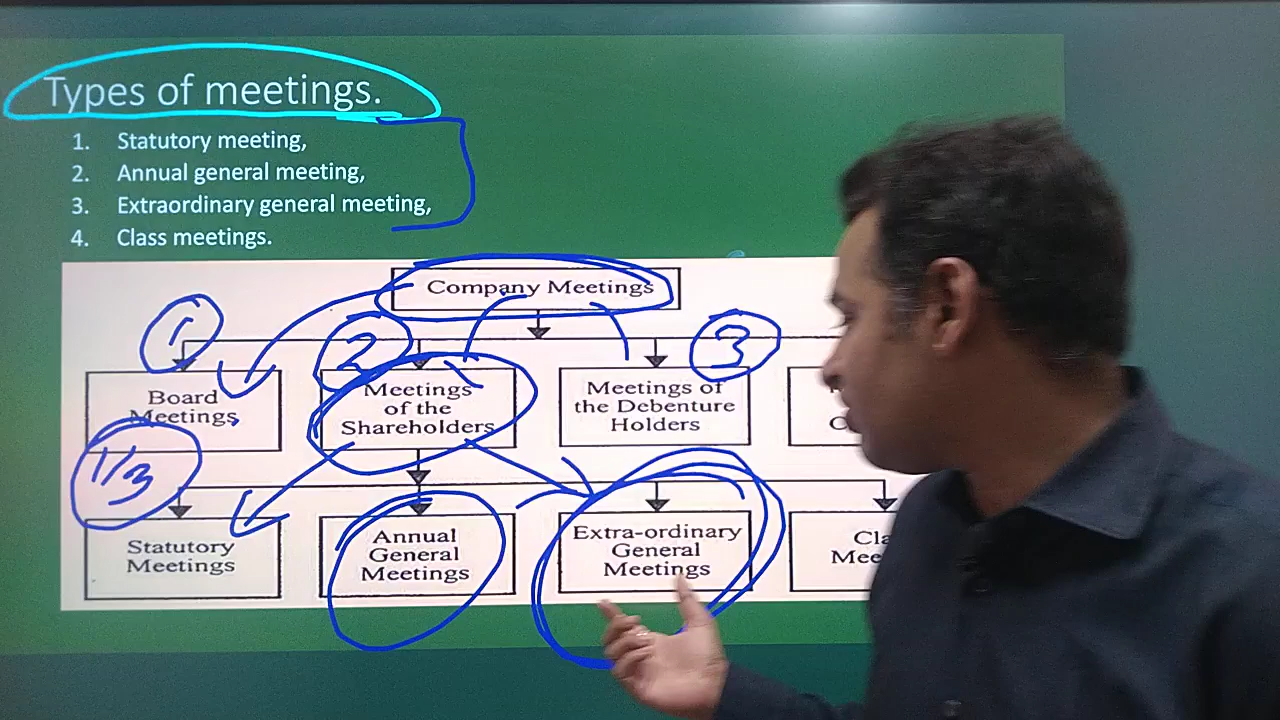 Types of meetings.
1. Statutory meeting,
2. Annual general meeting,
3. Extraordinary general meeting,
4. Class meetings.
Company Meetings
1
2
3
Board
Meetings
Meetings
of the
Shareholders
Meetings of
the Debenture
Holders
1/3
Statutory
Meetings
Annual
General
Meetings
Extra-ordinary
General
Meetings